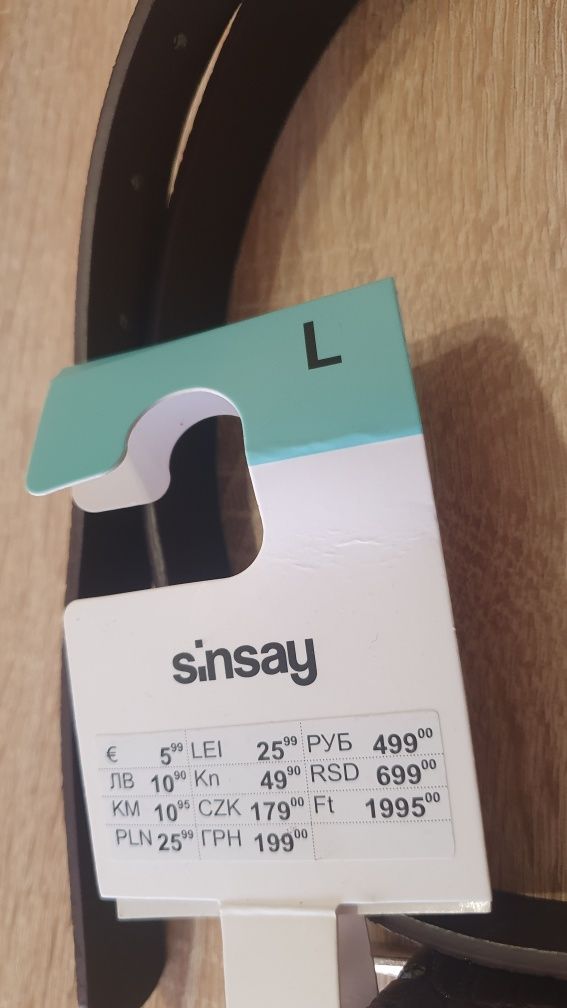 L
sinsay
€ 5⁹⁹ LEI 25⁹⁹ РУБ 499⁰⁰
ЛВ 10⁹⁰ Kn 49⁹⁰ RSD 699⁰⁰
KM 10⁹⁵ CZK 179⁰⁰ Ft 1995⁰⁰
PLN 25⁹⁹ ГРН 199⁰⁰